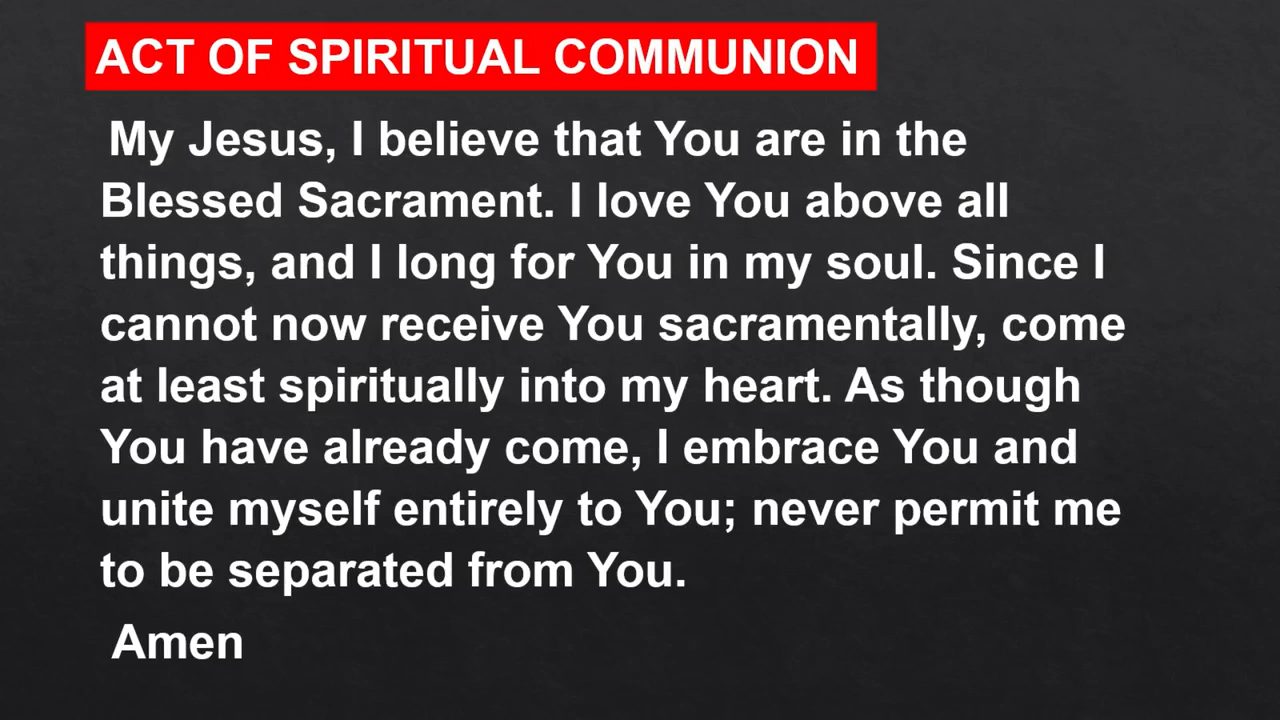 ACT OF SPIRITUAL COMMUNION
My Jesus, I believe that You are in the
Blessed Sacrament. I love You above all
things, and I long for You in my soul. Since I
cannot now receive You sacramentally, come
at least spiritually into my heart. As though
You have already come, I embrace You and
unite myself entirely to You; never permit me
to be separated from You.
Amen